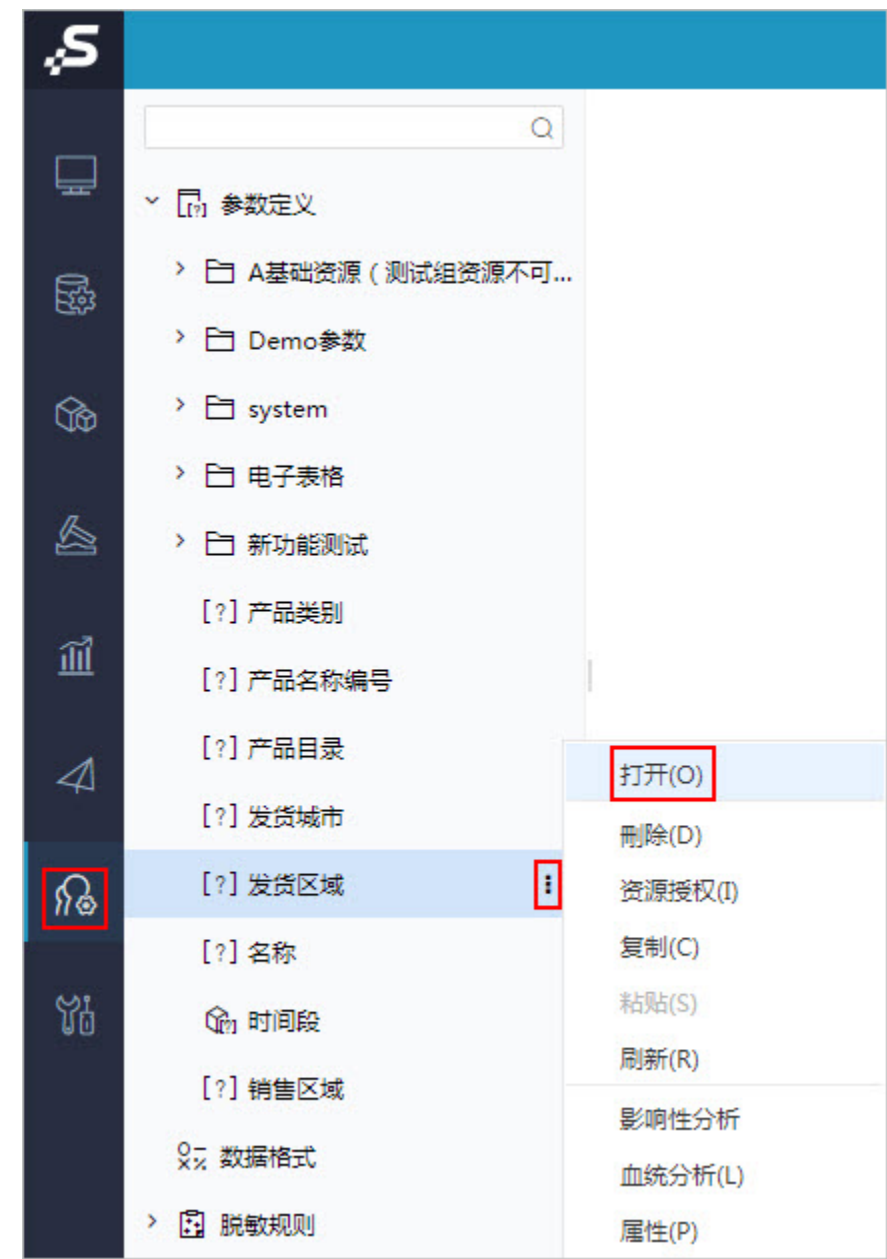 S
参数定义
A基础资源（测试组资源不可...
Demo参数
system
电子表格
新功能测试
[?] 产品类别
[?] 产品名称编号
[?] 产品目录
[?] 发货城市
[?] 发货区域
[?] 名称
时间段
[?] 销售区域
数据格式
脱敏规则
打开(O)
删除(D)
资源授权(I)
复制(C)
粘贴(S)
刷新(R)
影响性分析
血统分析(L)
属性(P)